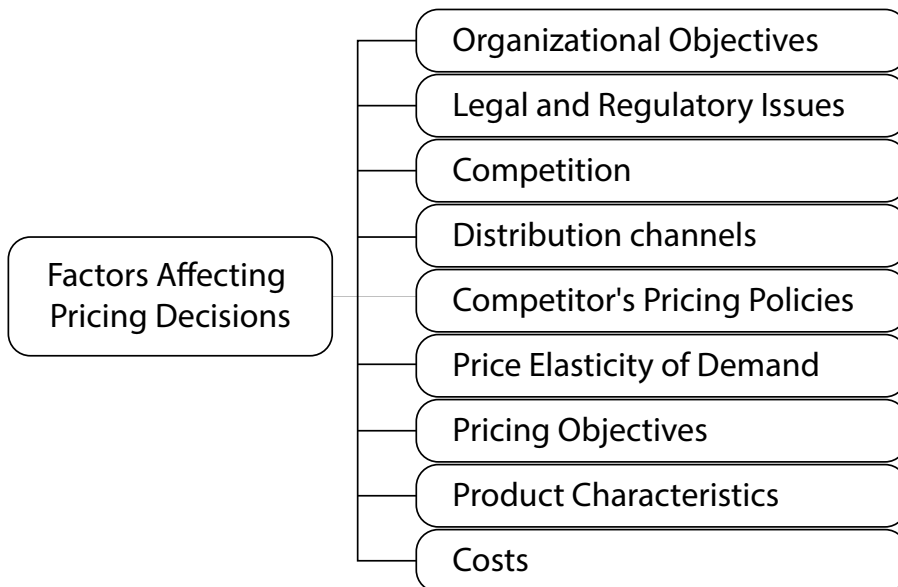 Organizational Objectives
Legal and Regulatory Issues
Competition
Distribution channels
Factors Affecting
Pricing Decisions
Competitor's Pricing Policies
Price Elasticity of Demand
Pricing Objectives
Product Characteristics
Costs